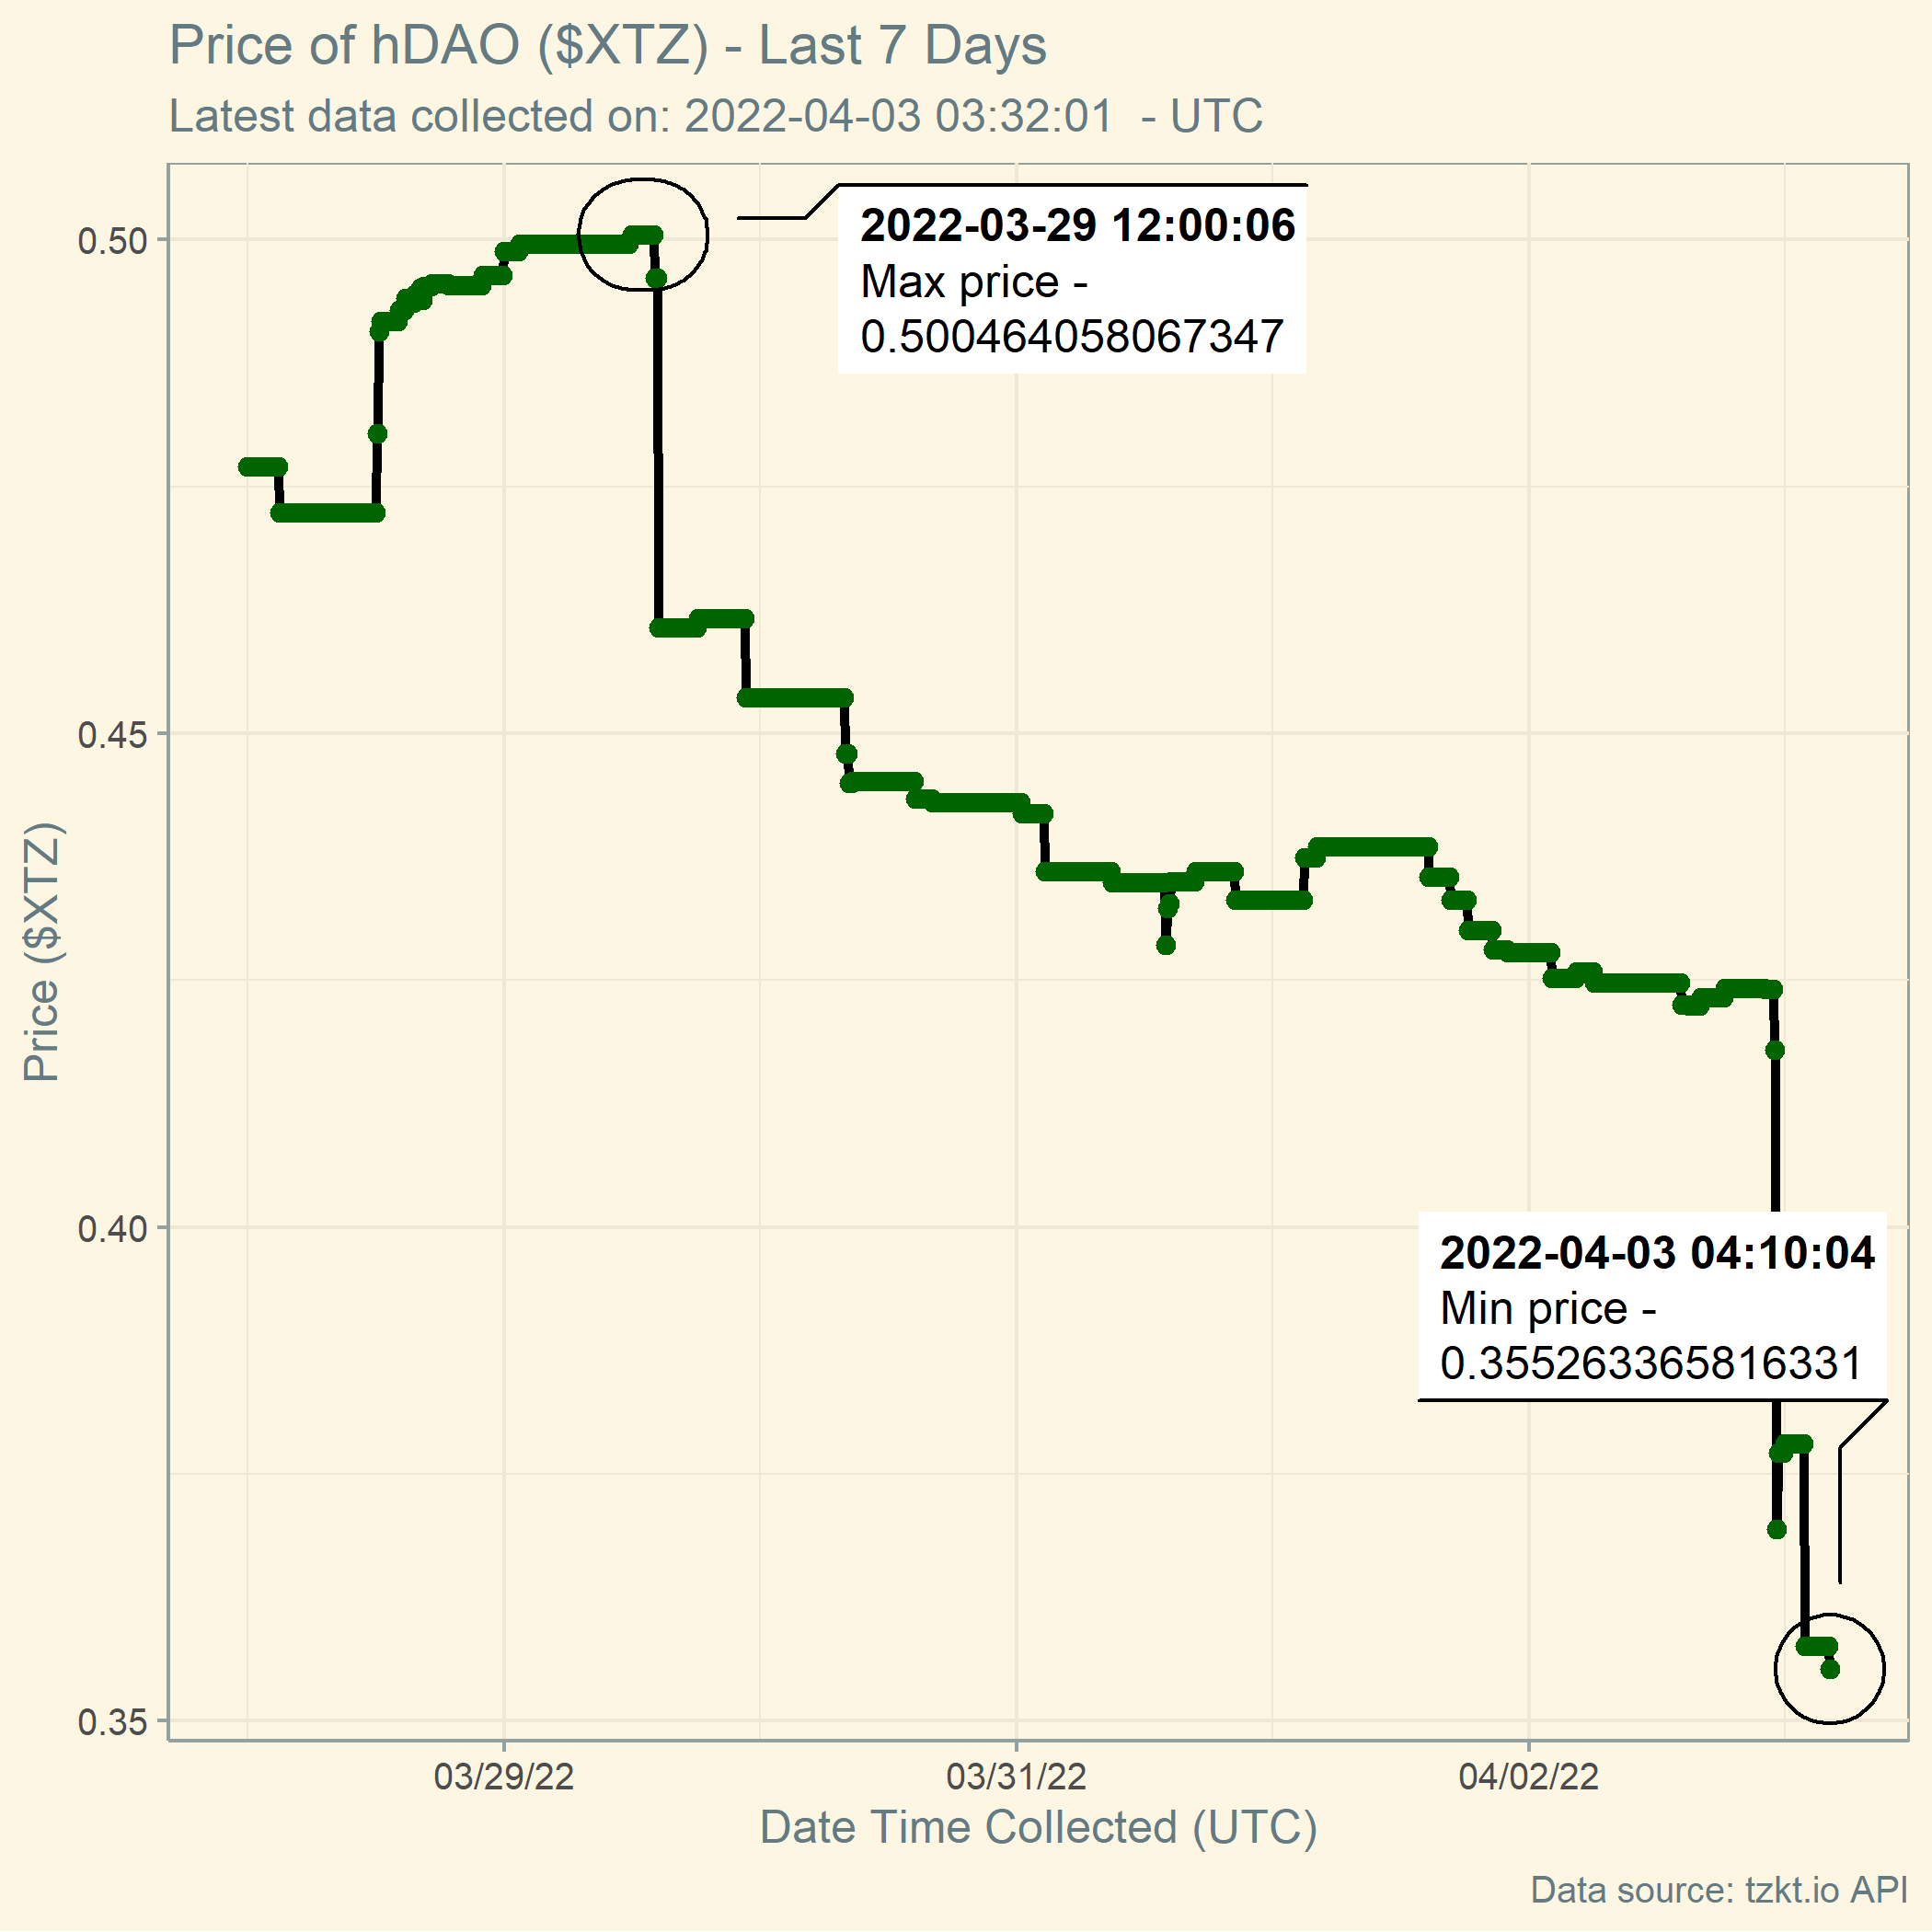 Price of hDAO ($XTZ) - Last 7 Days
Latest data collected on: 2022-04-03 03:32:01  - UTC
2022-03-29 12:00:06
Max price -
0.500464058067347
0.50
0.45
0.40
0.35
Price ($XTZ)
2022-04-03 04:10:04
Min price -
0.355263365816331
03/29/22
03/31/22
04/02/22
Date Time Collected (UTC)
Data source: tzkt.io API